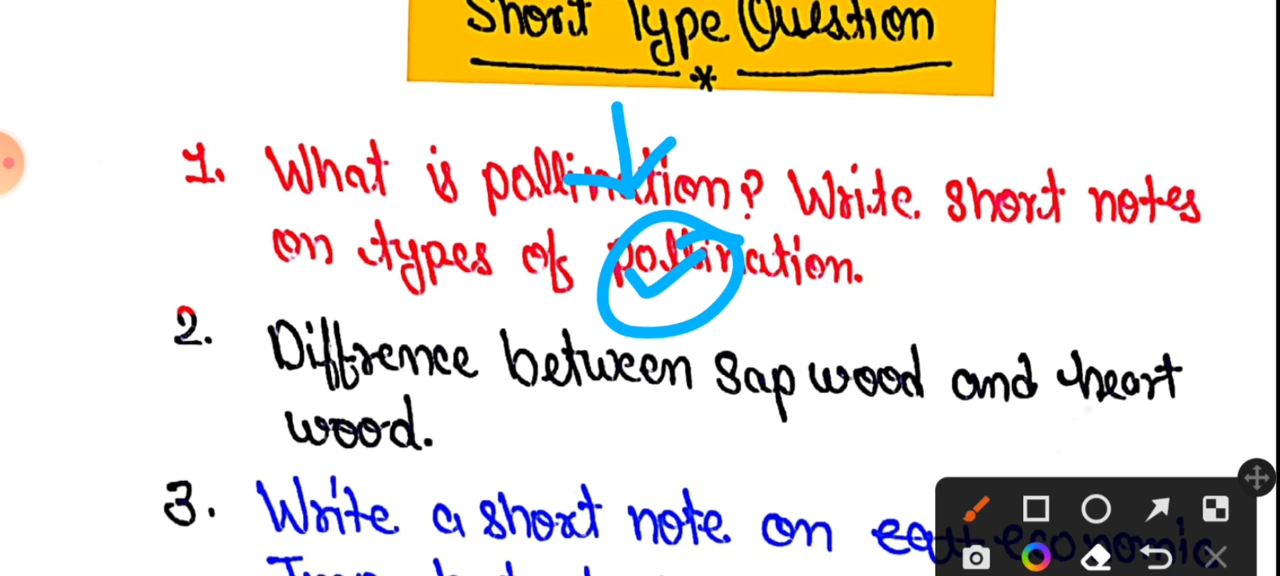 Short Type Question
*
1. What is pollination? Write short notes
on types of pollination.
2. Diffrence between Sap wood and heart
wood.
3. Write a short note on economic